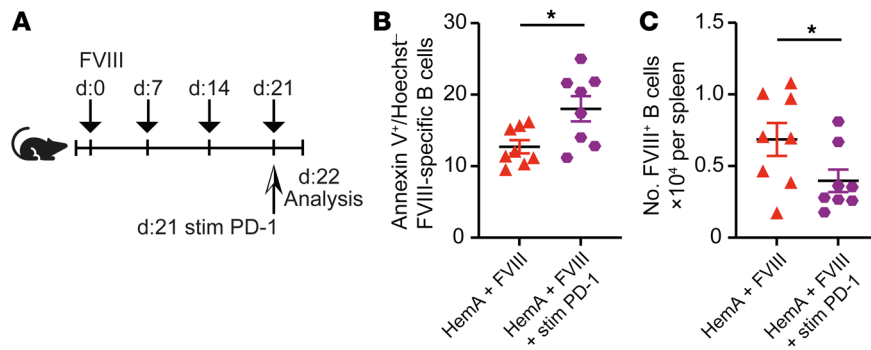 A
FVIII
d:0 d:7 d:14 d:21
d:22
Analysis
d:21 stim PD-1
B
Annexin V⁺/Hoechst⁻
FVIII-specific B cells
30
20
10
0
*
HemA + FVIII
HemA + FVIII
+ stim PD-1
C
No. FVIII⁺ B cells
×10⁴ per spleen
1.5
1.0
0.5
0
*
HemA + FVIII
HemA + FVIII
+ stim PD-1